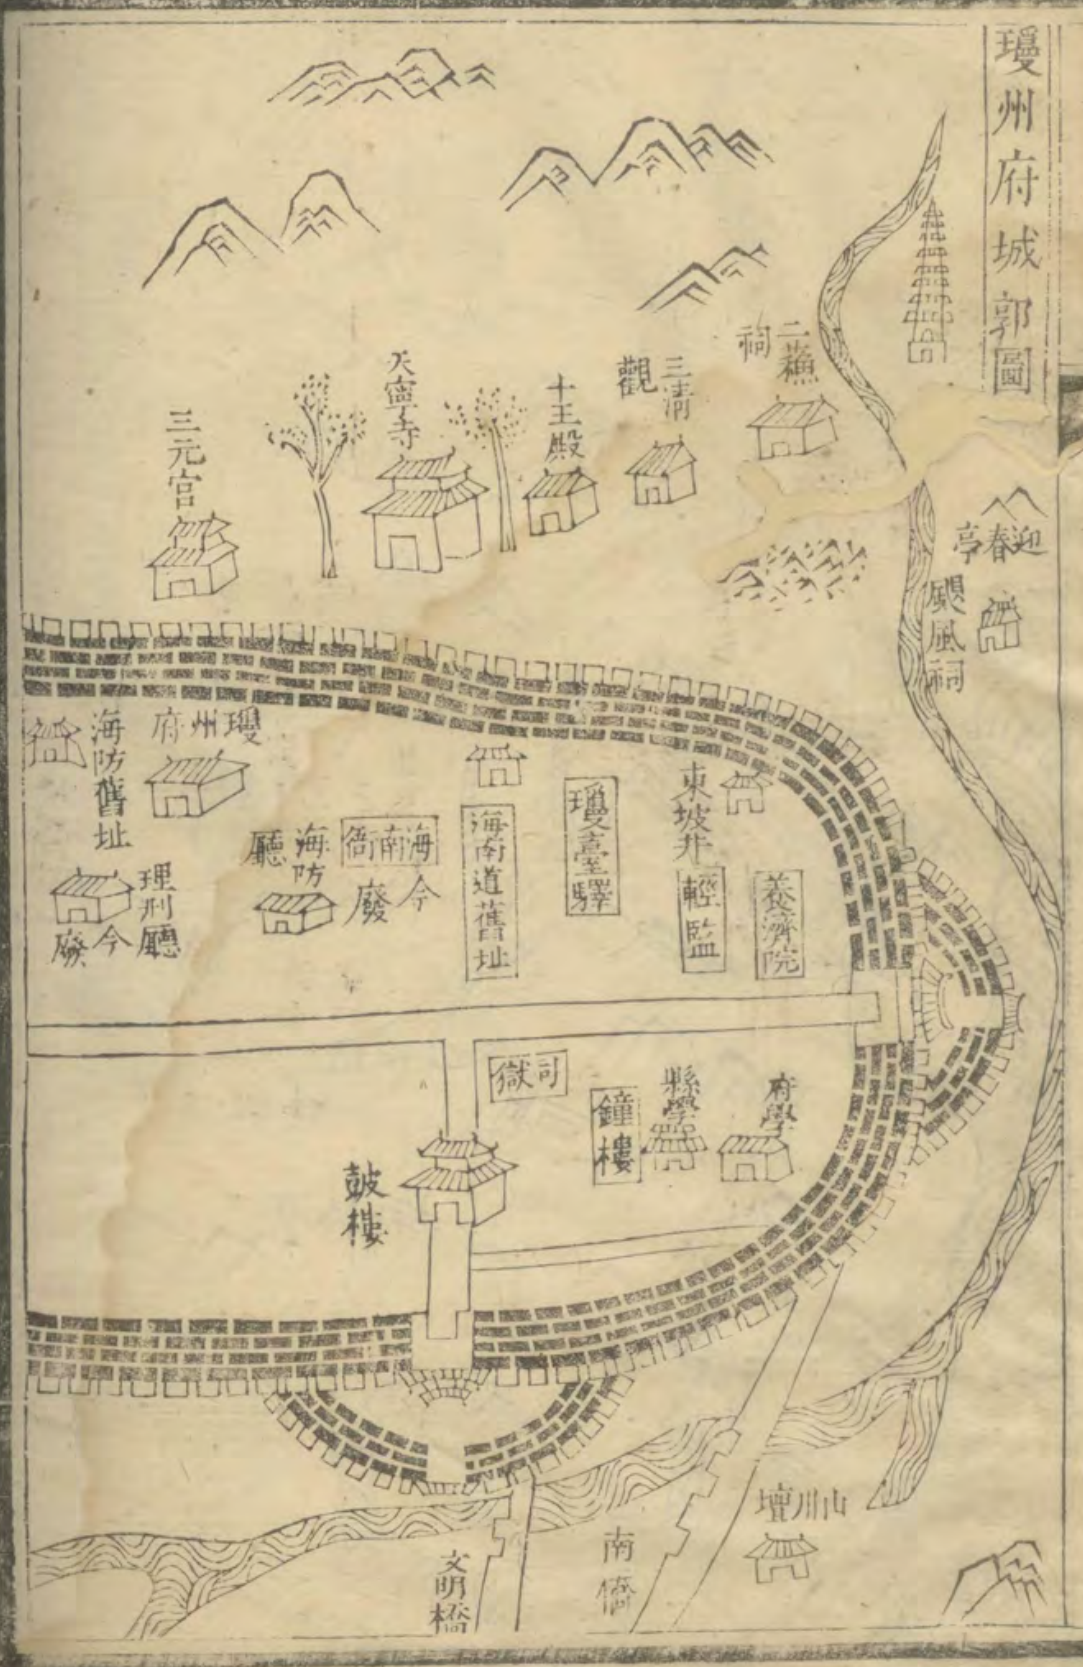 瓊州府城郭圖
二蘇祠
三清觀
十王殿
天寧寺
三元宮
迎春亭
颶風祠
瓊州府
海防舊址
理刑廳
今廢
海防廳
海南衙
今廢
海南道舊址
瓊臺驛
東坡井
輕監
養濟院
司獄
鐘樓
縣學
府學
鼓樓
山川壇
南橋
文明橋